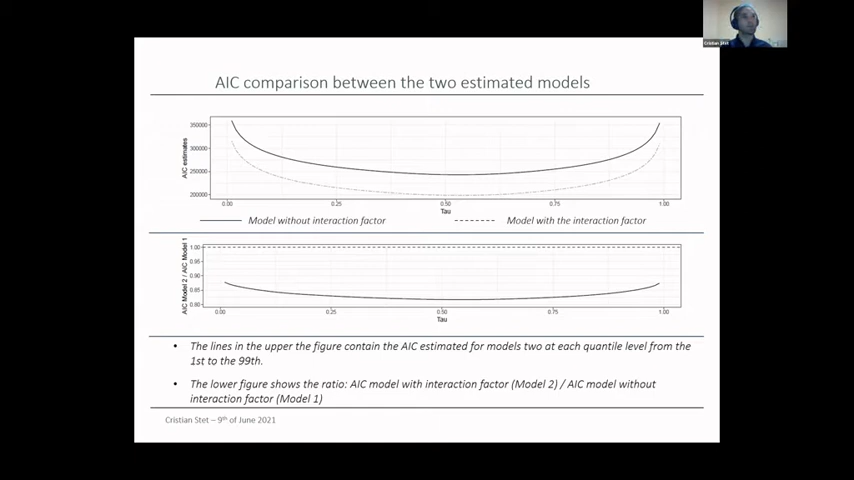 Cristian Stet
AIC comparison between the two estimated models
AIC estimates
350000
300000
250000
200000
0.00 0.25 0.50 0.75 1.00
Tau
Model without interaction factor Model with the interaction factor
AIC Model 2 / AIC Model 1
1.00
0.95
0.90
0.85
0.80
0.00 0.25 0.50 0.75 1.00
Tau
• The lines in the upper the figure contain the AIC estimated for models two at each quantile level from the
1st to the 99th.
• The lower figure shows the ratio: AIC model with interaction factor (Model 2) / AIC model without
interaction factor (Model 1)
Cristian Stet – 9th of June 2021